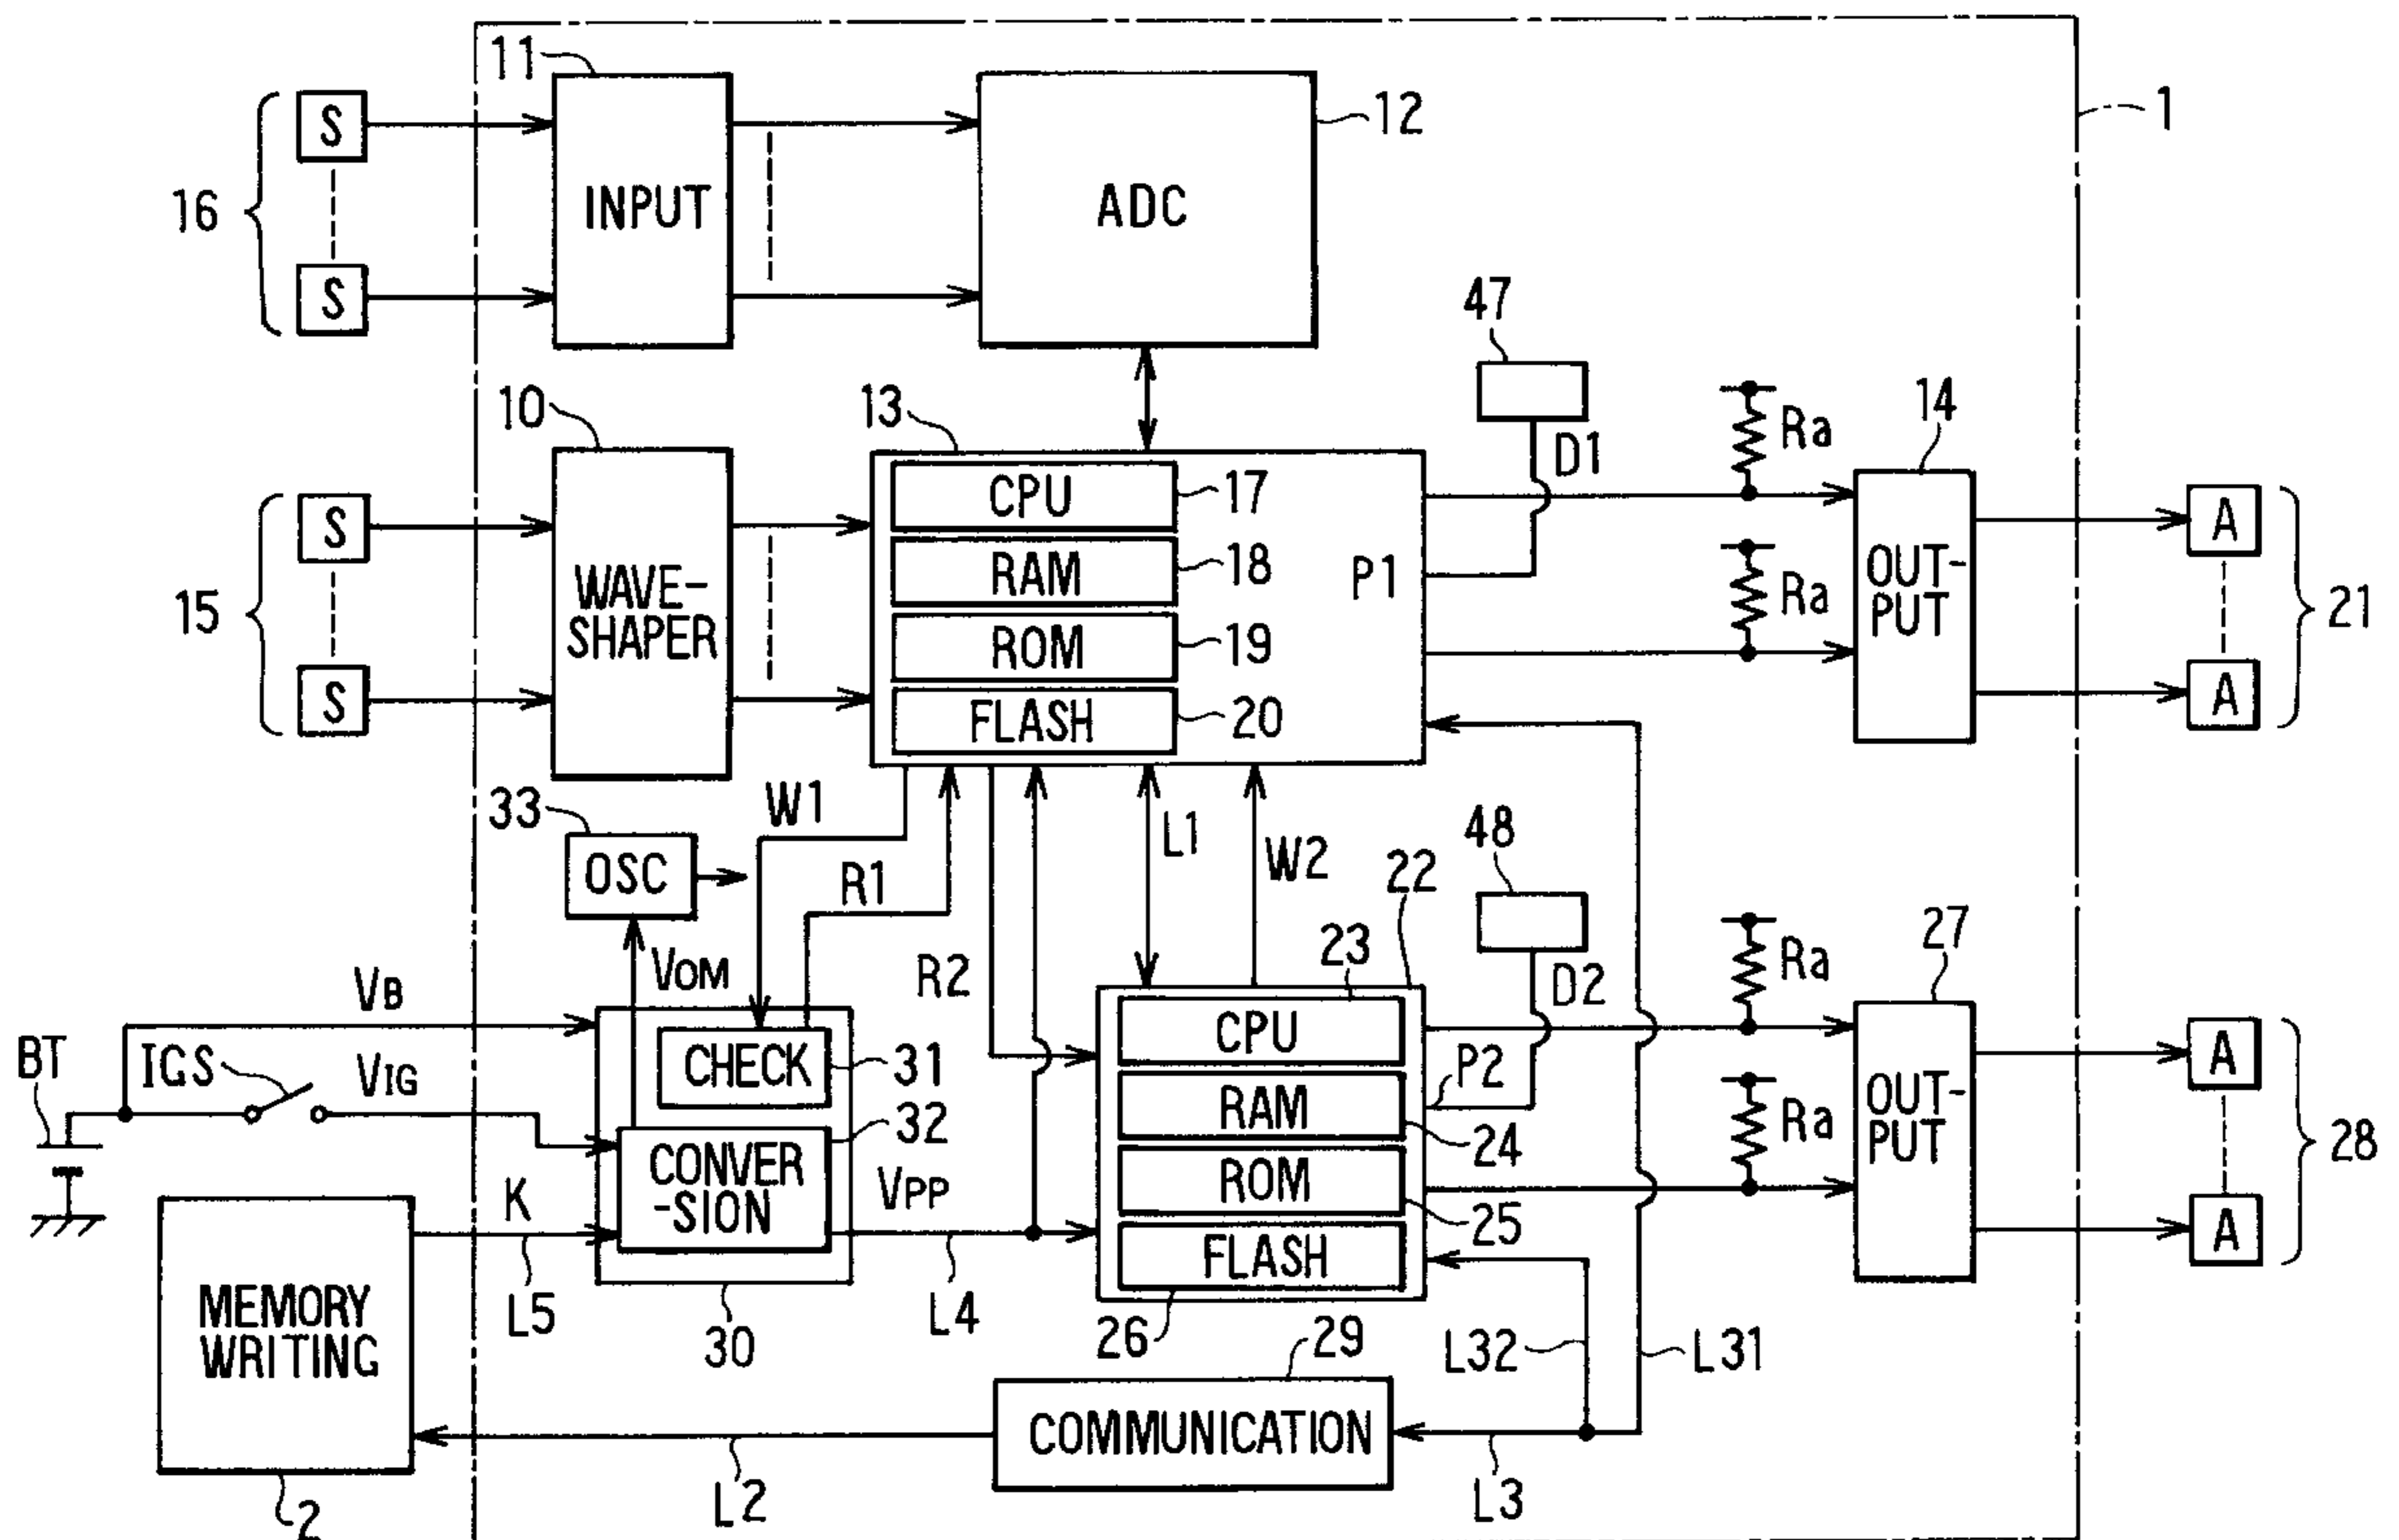 11
S
12
1
16
INPUT
ADC
S
47
10
13
Ra
14
D1
S
CPU
17
A
RAM
18
OUT-
PUT
15
WAVE-
SHAPER
P1
Ra
21
ROM
19
S
FLASH
20
A
33
W1
L1
48
OSC
R1
W2
22
VOM
R2
23
D2
Ra
27
VB
BT
IGS
VIG
CHECK
31
CPU
P2
A
32
RAM
24
Ra
OUT-
PUT
28
K
CONVER
-SION
VPP
ROM
25
A
L5
FLASH
MEMORY
WRITING
30
L4
26
29
L32
L31
COMMUNICATION
2
L2
L3